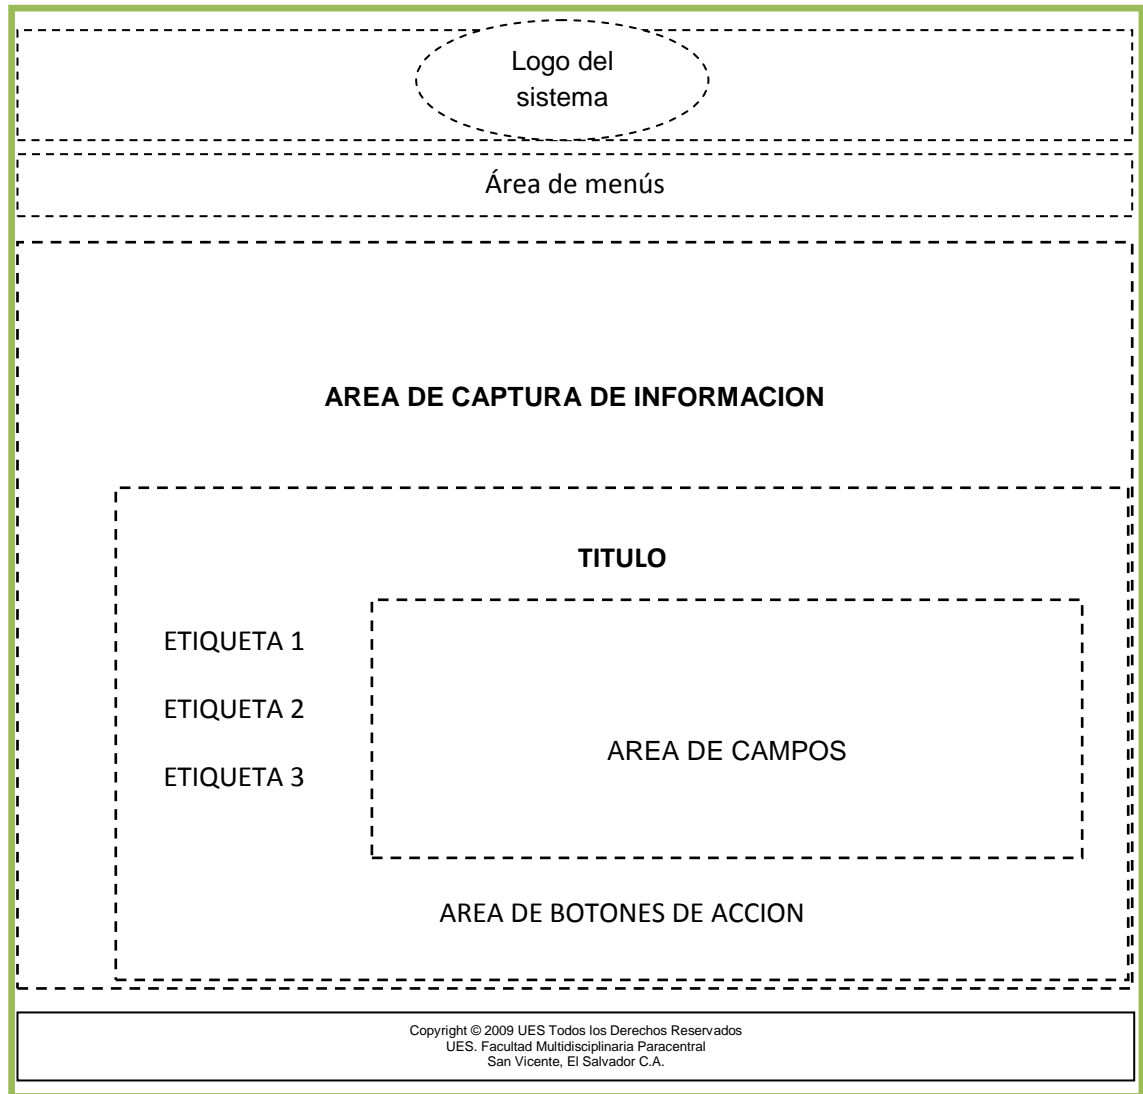 Logo del
sistema
Área de menús
AREA DE CAPTURA DE INFORMACION
TITULO
ETIQUETA 1
ETIQUETA 2
ETIQUETA 3
AREA DE CAMPOS
AREA DE BOTONES DE ACCION
Copyright © 2009 UES Todos los Derechos Reservados
UES. Facultad Multidisciplinaria Paracentral
San Vicente, El Salvador C.A.